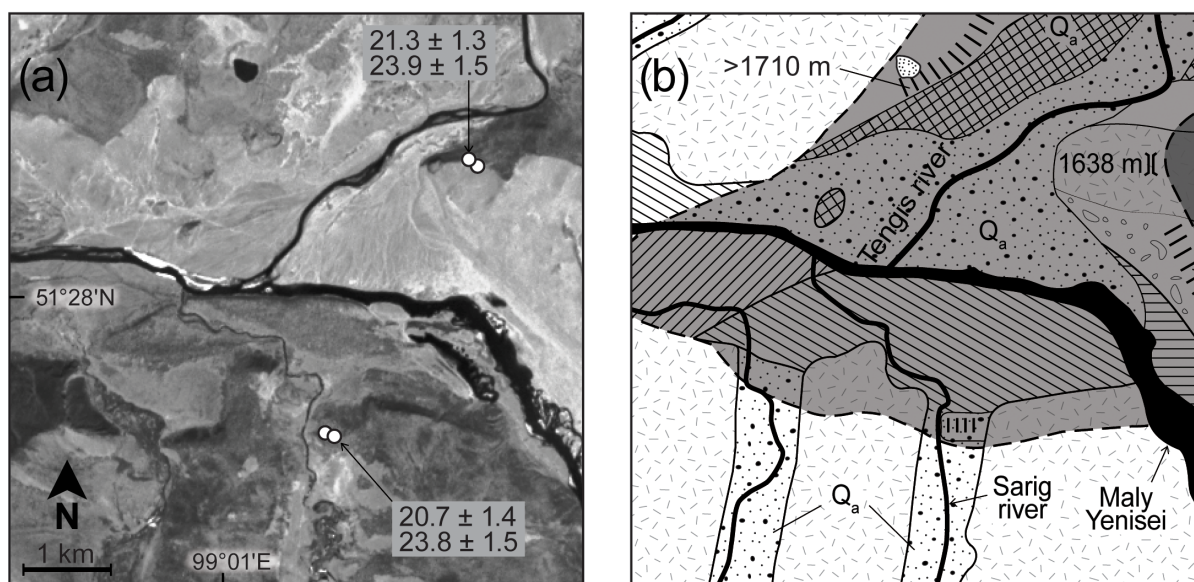 (a)
21.3 ± 1.3
23.9 ± 1.5
51°28'N
N
1 km
99°01'E
20.7 ± 1.4
23.8 ± 1.5
(b)
>1710 m
Qa
1638 m
Tengis river
Qa
Qa
Sarig
river
Maly
Yenisei